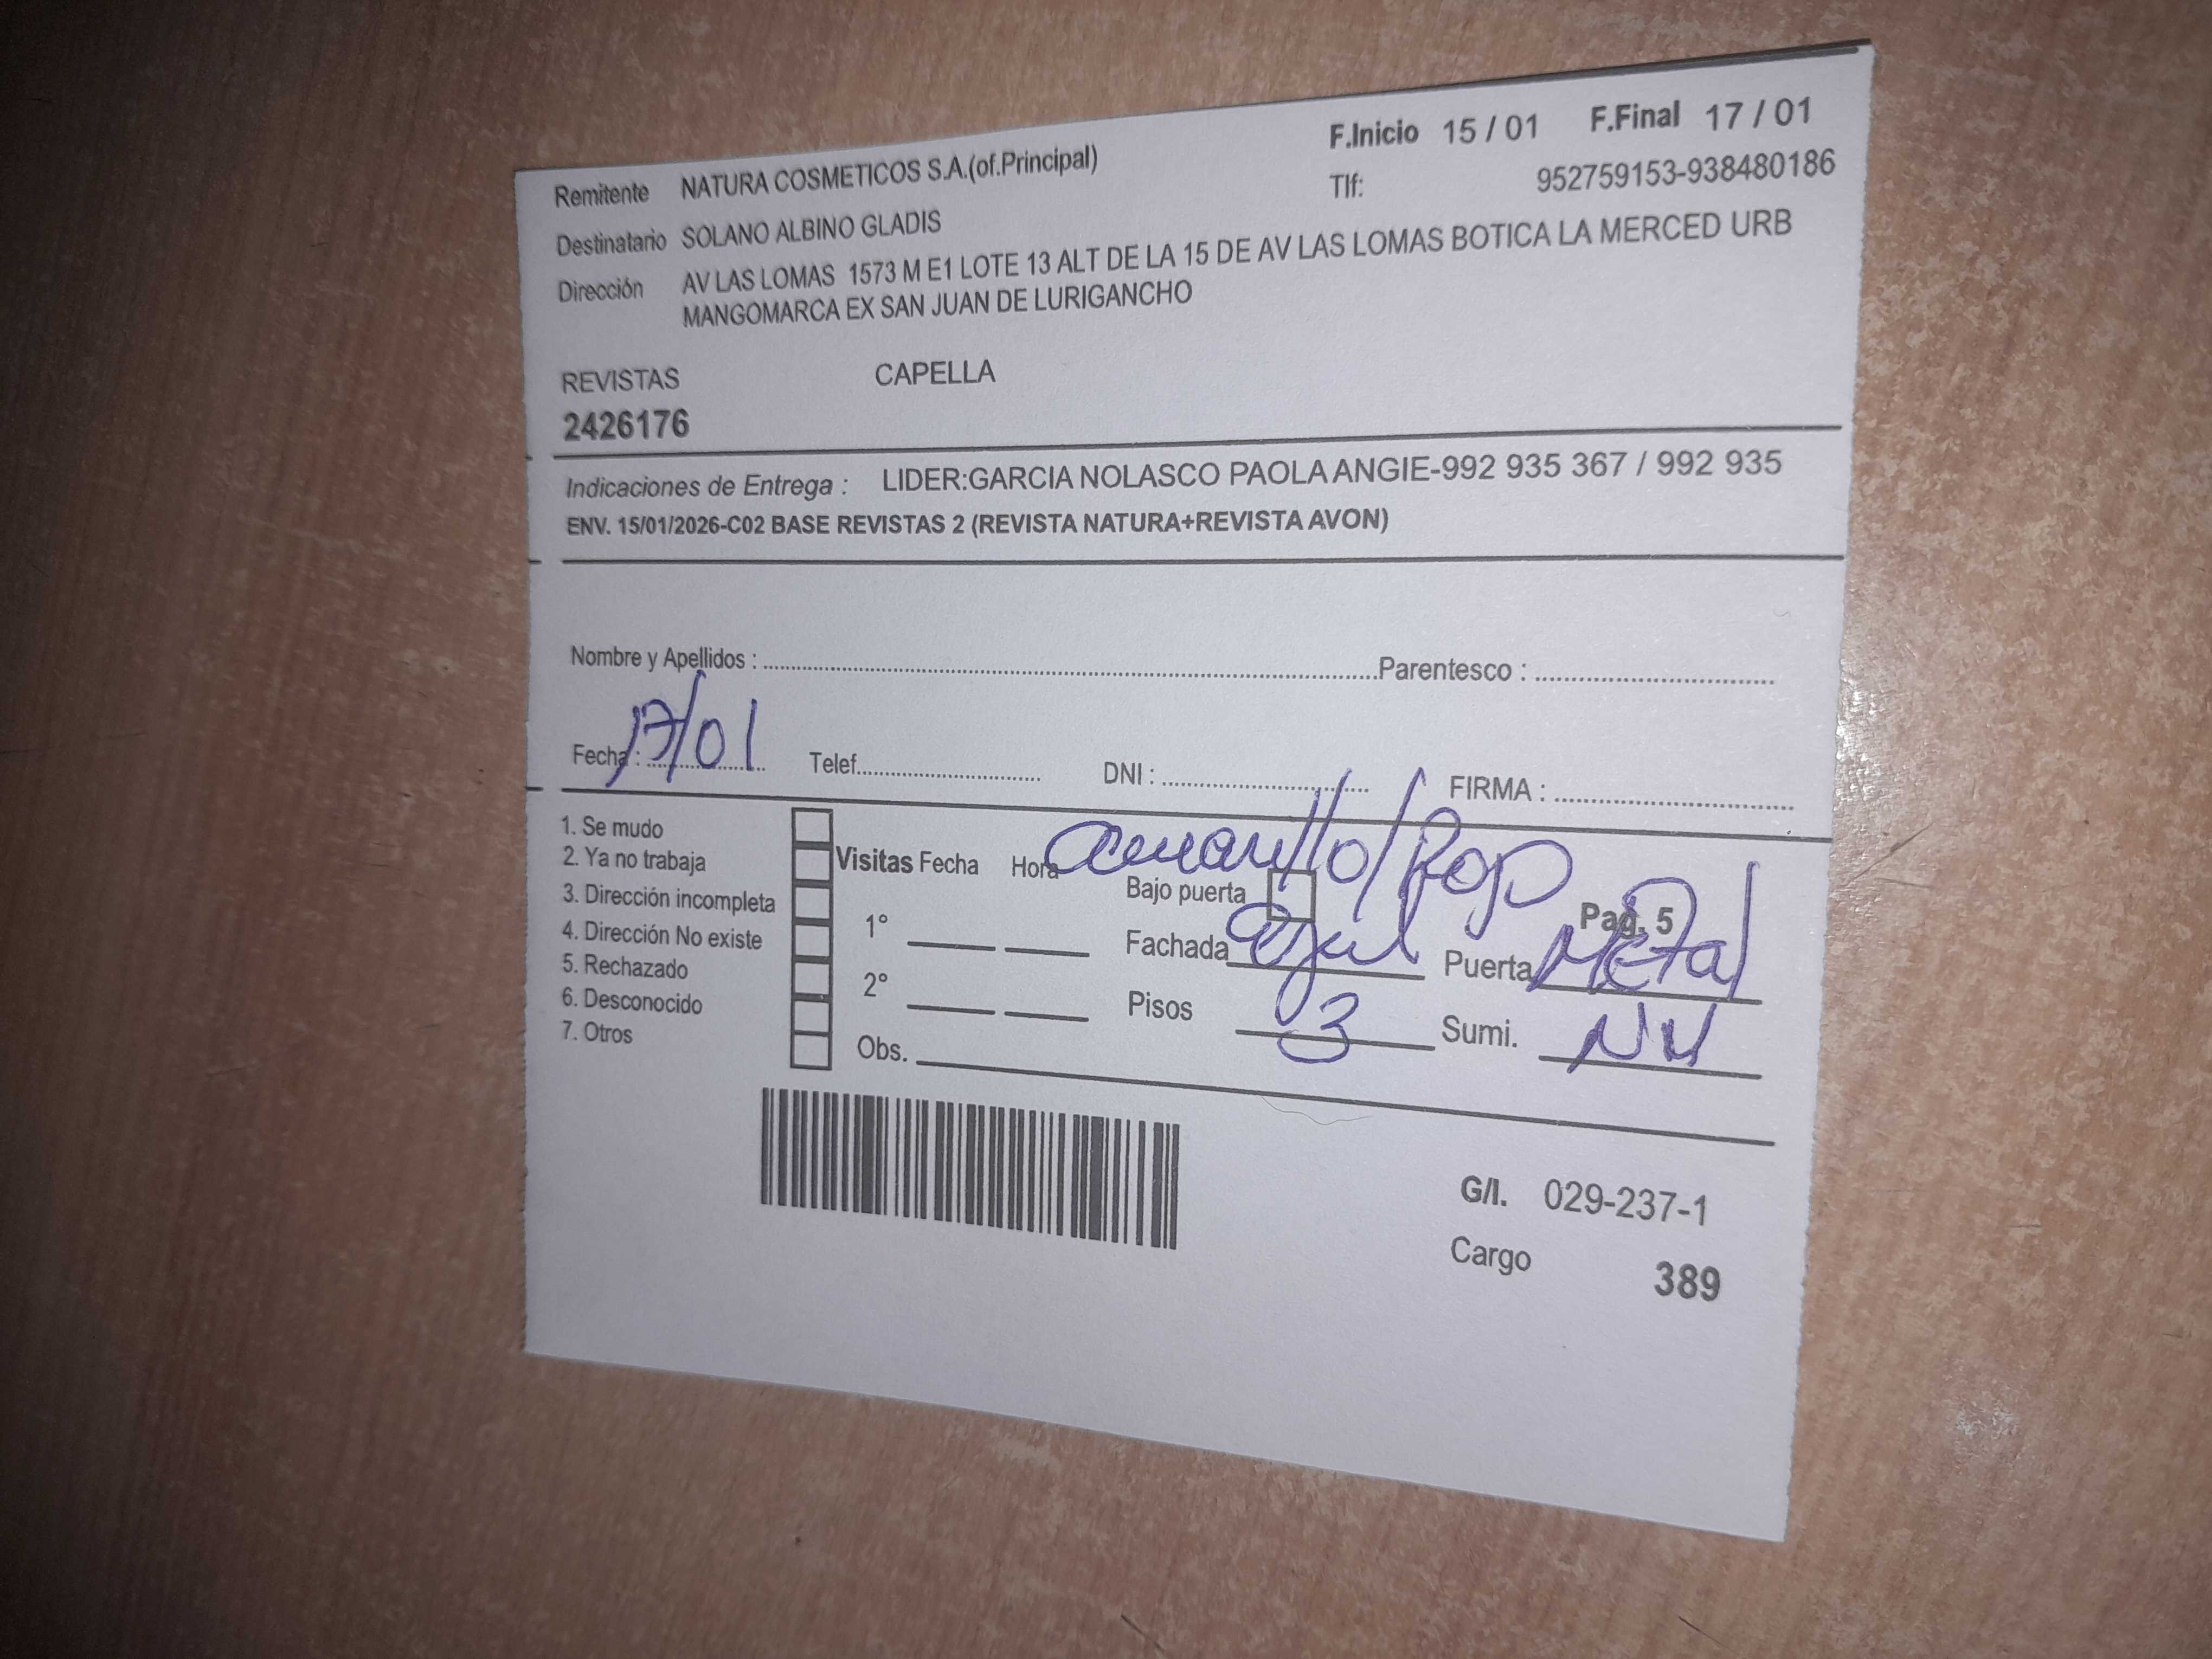 F.Inicio 15 / 01 F.Final 17 / 01
Remitente NATURA COSMETICOS S.A.(of.Principal)
Tlf: 952759153-938480186
Destinatario SOLANO ALBINO GLADIS
Dirección AV LAS LOMAS 1573 M E1 LOTE 13 ALT DE LA 15 DE AV LAS LOMAS BOTICA LA MERCED URB
MANGOMARCA EX SAN JUAN DE LURIGANCHO
REVISTAS CAPELLA
2426176
Indicaciones de Entrega : LIDER:GARCIA NOLASCO PAOLA ANGIE-992 935 367 / 992 935
ENV. 15/01/2026-C02 BASE REVISTAS 2 (REVISTA NATURA+REVISTA AVON)
Nombre y Apellidos : Parentesco :
Fecha : 17/01 Telef. DNI : FIRMA :
1. Se mudo
2. Ya no trabaja
3. Dirección incompleta
4. Dirección No existe
5. Rechazado
6. Desconocido
7. Otros
Visitas Fecha Hora amarillo/
Bajo puerta
Pag. 5
1° Fachada azul Puerta Metal
2° Pisos 3 Sumi.
Obs.
G/I. 029-237-1
Cargo 389